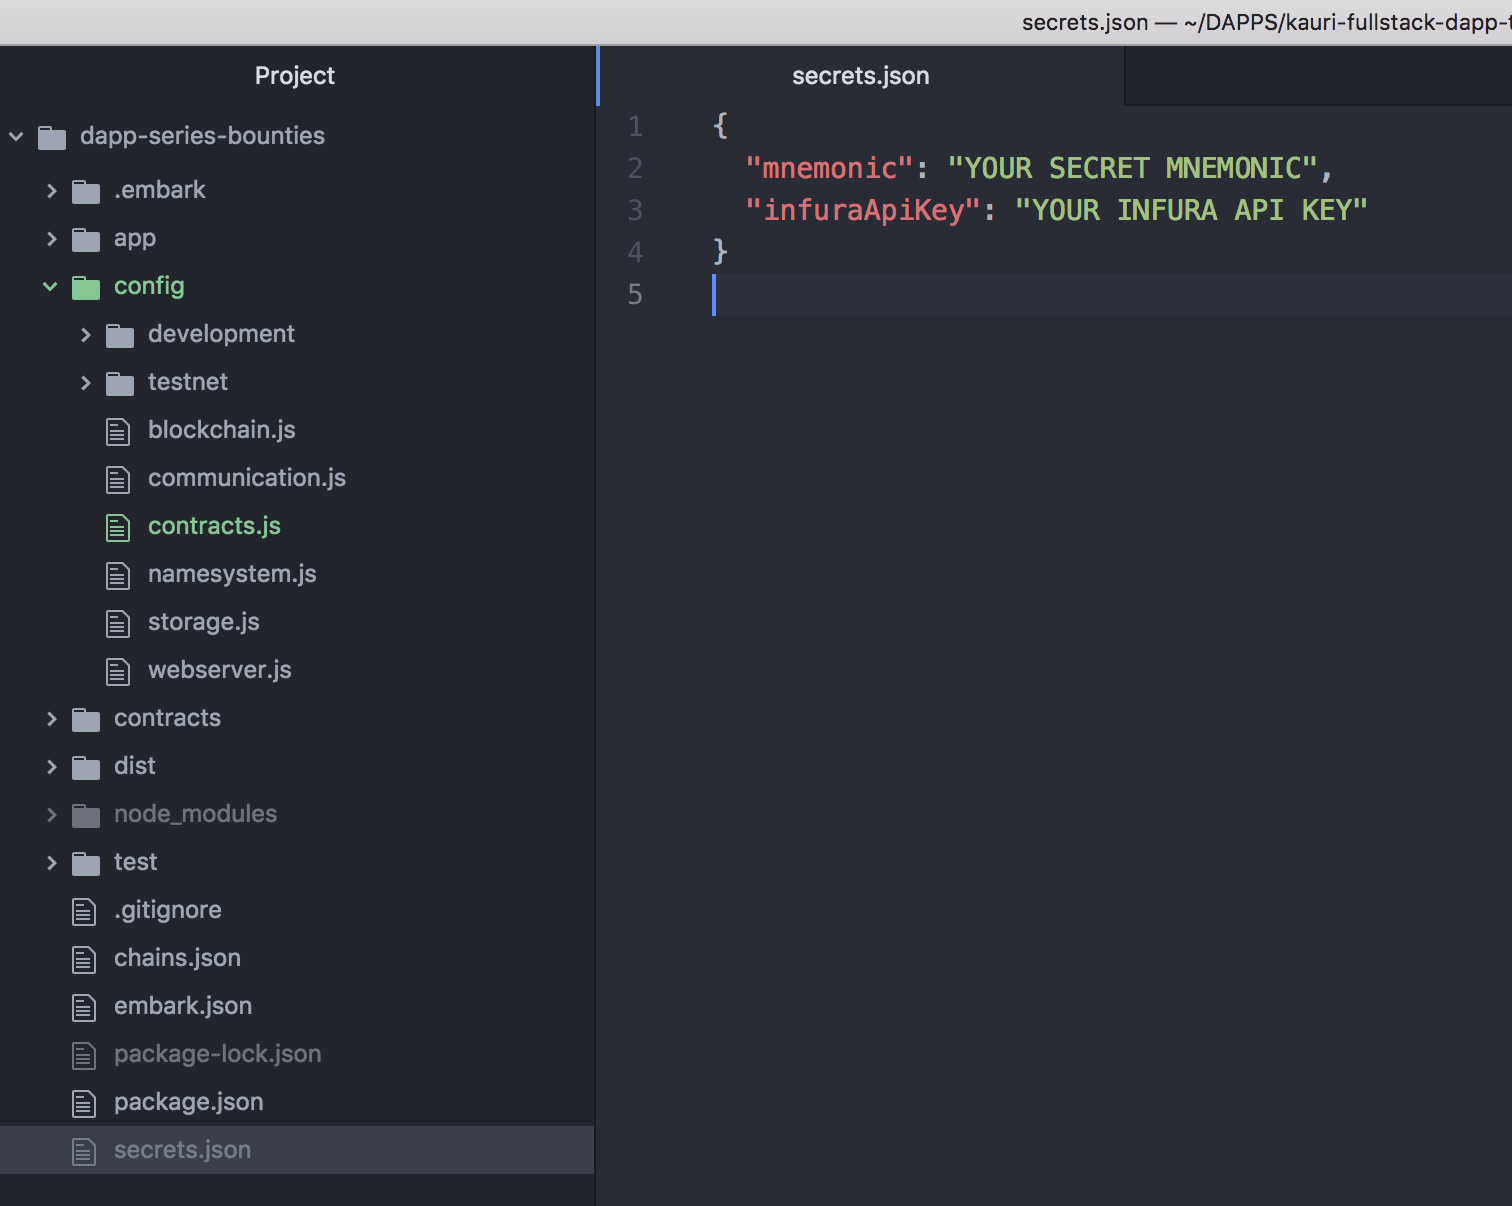 secrets.json — ~/DAPPS/kauri-fullstack-dapp-
Project
dapp-series-bounties
.embark
app
config
development
testnet
blockchain.js
communication.js
contracts.js
namesystem.js
storage.js
webserver.js
contracts
dist
node_modules
test
.gitignore
chains.json
embark.json
package-lock.json
package.json
secrets.json
secrets.json
1 {
2 "mnemonic": "YOUR SECRET MNEMONIC",
3 "infuraApiKey": "YOUR INFURA API KEY"
4 }
5